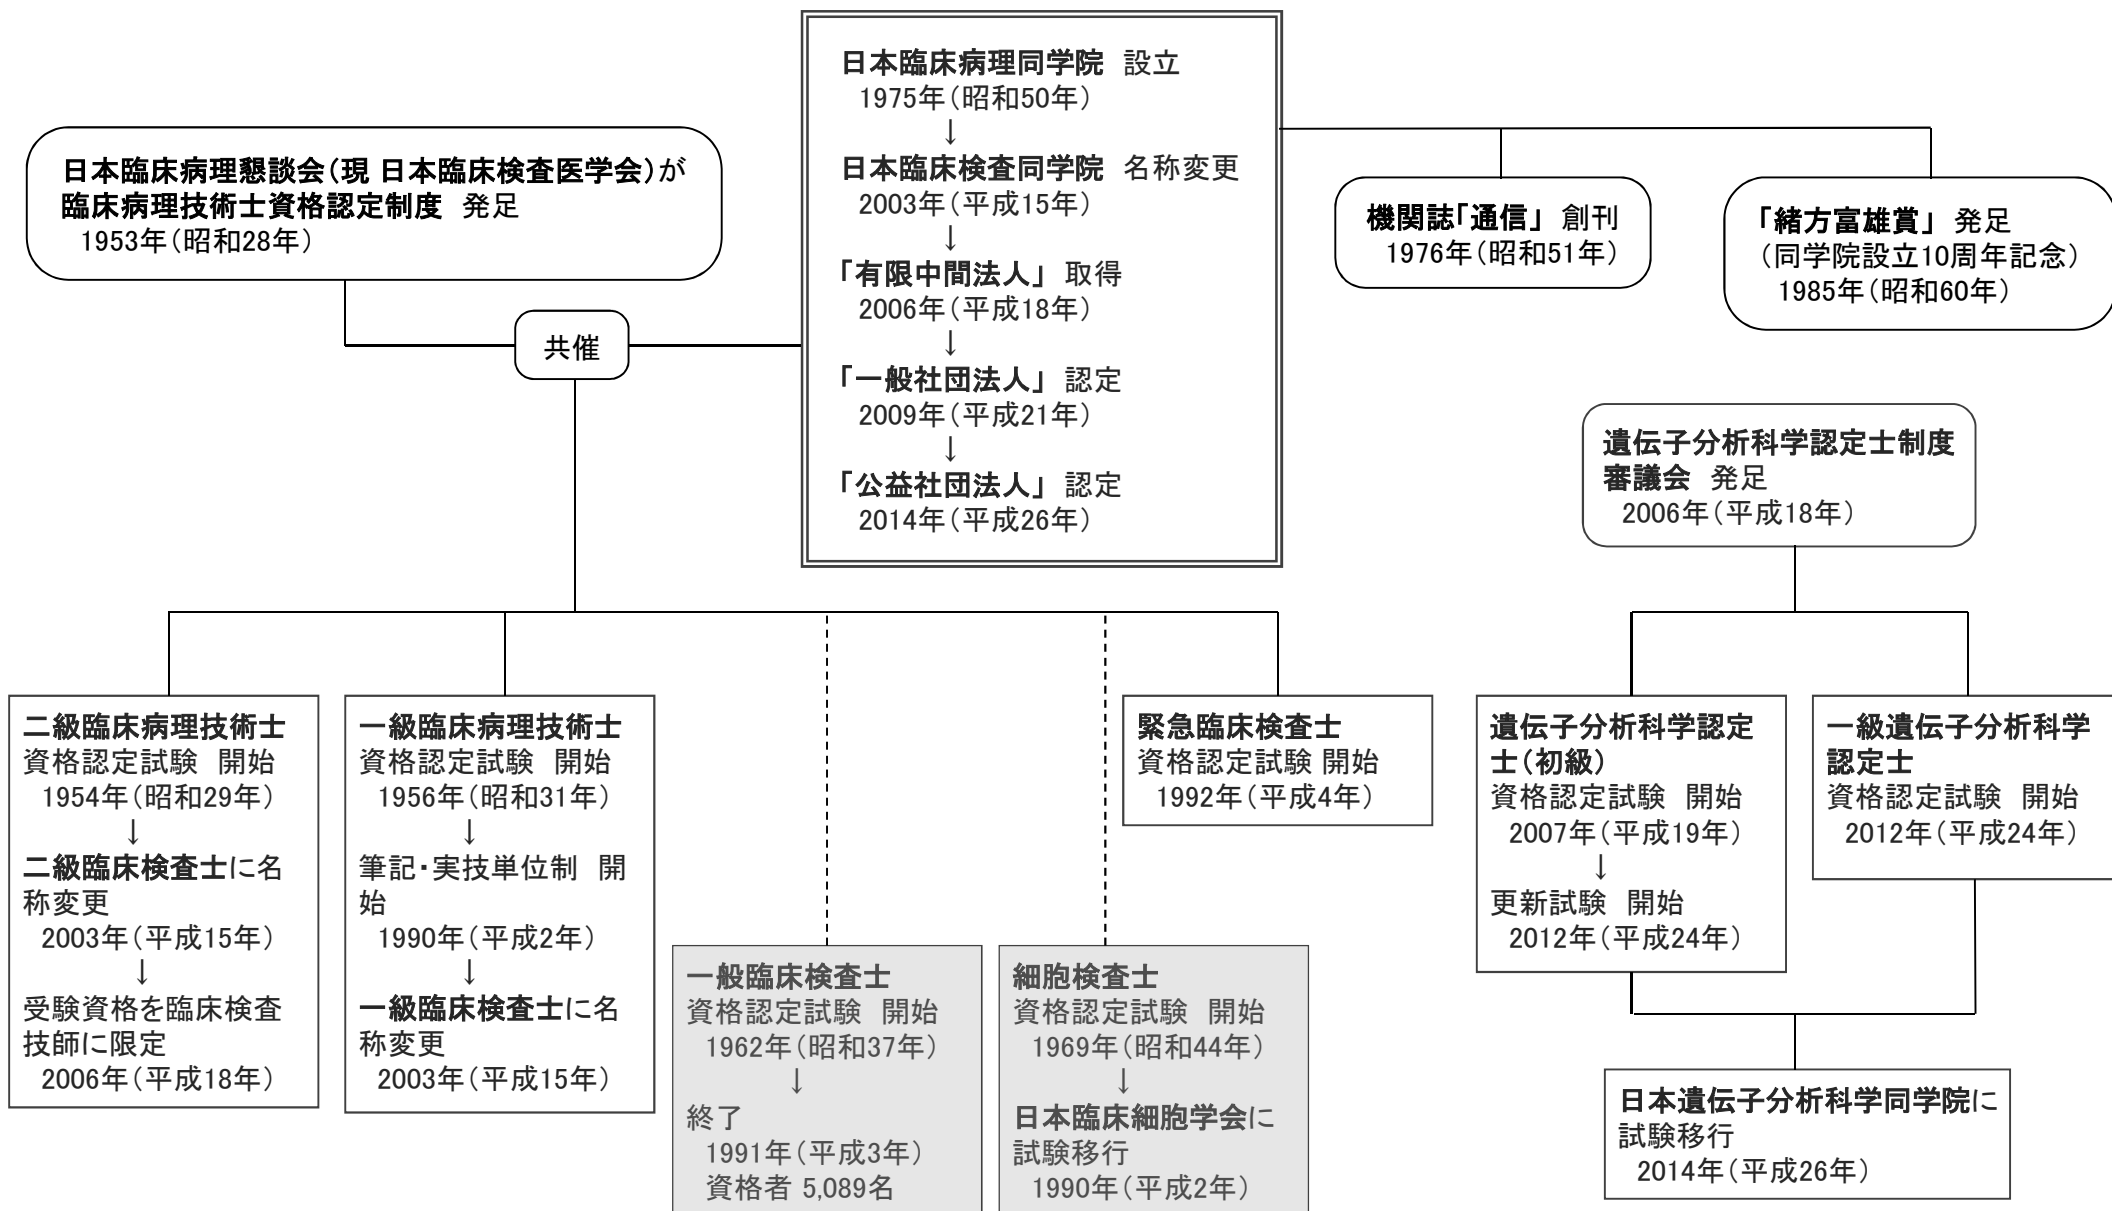 日本臨床病理同学院 設立
1975年(昭和50年)
↓
日本臨床検査同学院 名称変更
2003年(平成15年)
↓
「有限中間法人」 取得
2006年(平成18年)
↓
「一般社団法人」 認定
2009年(平成21年)
↓
「公益社団法人」 認定
2014年(平成26年)
日本臨床病理懇談会(現 日本臨床検査医学会)が
臨床病理技術士資格認定制度 発足
1953年(昭和28年)
共催
機関誌「通信」 創刊
1976年(昭和51年)
「緒方富雄賞」 発足
(同学院設立10周年記念)
1985年(昭和60年)
遺伝子分析科学認定士制度
審議会 発足
2006年(平成18年)
二級臨床病理技術士
資格認定試験 開始
1954年(昭和29年)
↓
二級臨床検査士に名
称変更
2003年(平成15年)
↓
受験資格を臨床検査
技師に限定
2006年(平成18年)
一級臨床病理技術士
資格認定試験 開始
1956年(昭和31年)
↓
筆記・実技単位制 開
始
1990年(平成2年)
↓
一級臨床検査士に名
称変更
2003年(平成15年)
一般臨床検査士
資格認定試験 開始
1962年(昭和37年)
↓
終了
1991年(平成3年)
資格者 5,089名
細胞検査士
資格認定試験 開始
1969年(昭和44年)
↓
日本臨床細胞学会に
試験移行
1990年(平成2年)
緊急臨床検査士
資格認定試験 開始
1992年(平成4年)
遺伝子分析科学認定
士(初級)
資格認定試験 開始
2007年(平成19年)
↓
更新試験 開始
2012年(平成24年)
一級遺伝子分析科学
認定士
資格認定試験 開始
2012年(平成24年)
日本遺伝子分析科学同学院に
試験移行
2014年(平成26年)